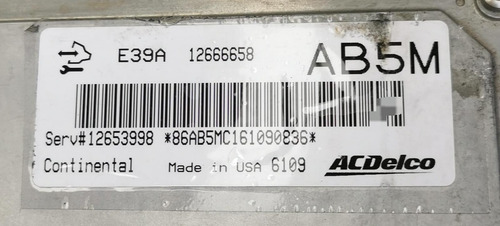 E39A 12666658 AB5M
Serv#12653998 *86AB5MC161090836*
Continental Made in USA 6109 ACDelco